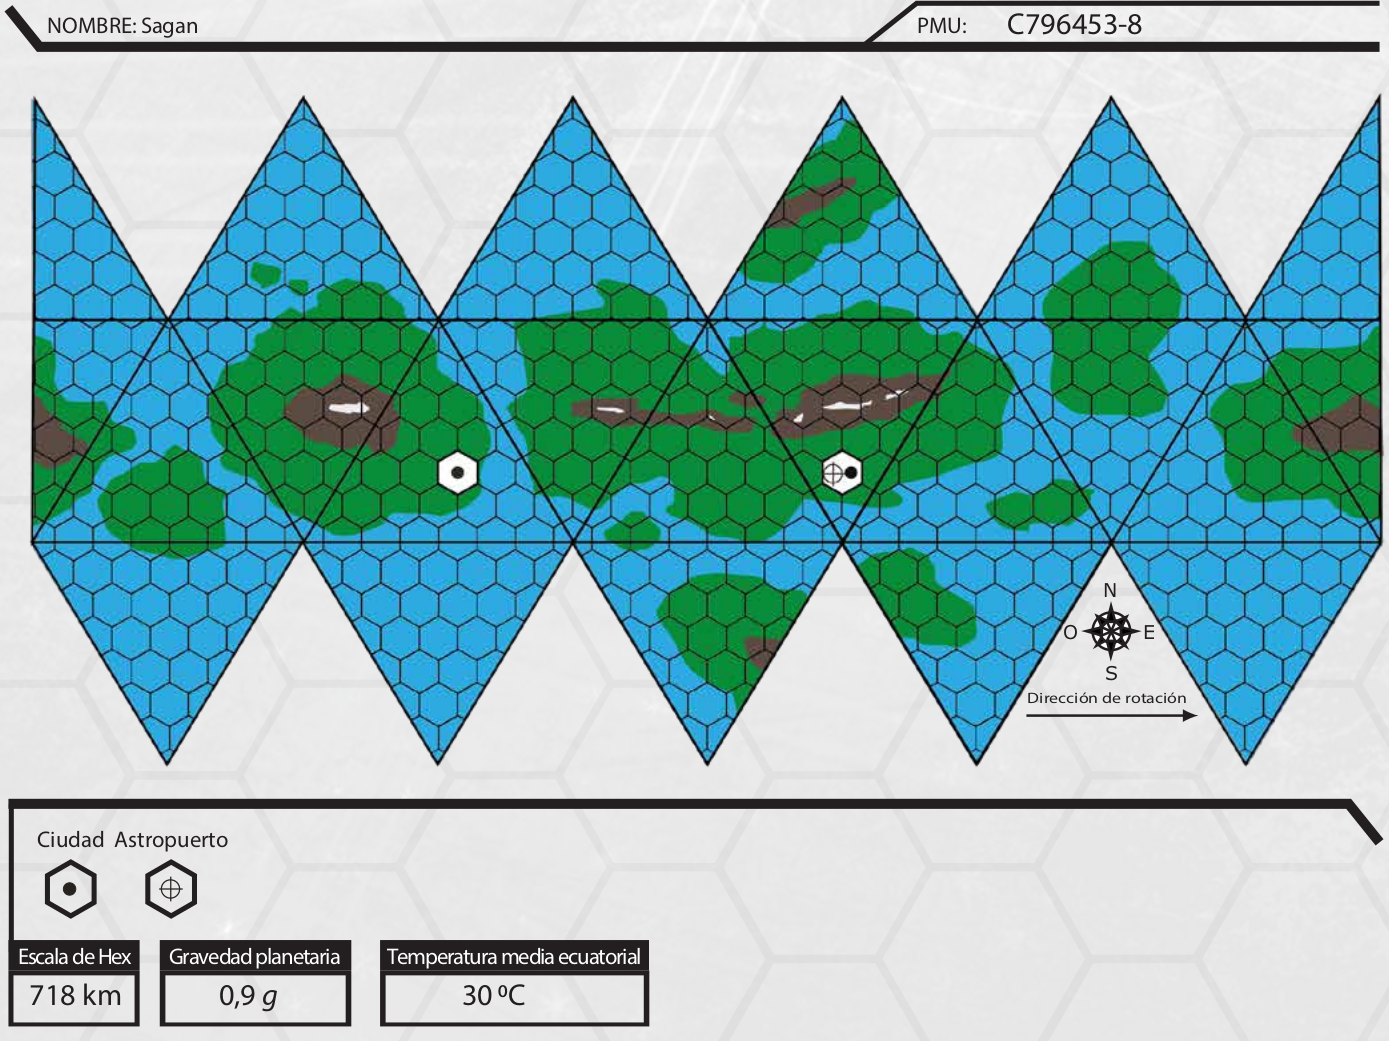 NOMBRE: Sagan
PMU: C796453-8
N
O E
S
Dirección de rotación
Ciudad Astropuerto
Escala de Hex Gravedad planetaria Temperatura media ecuatorial
718 km 0,9 g 30 ºC